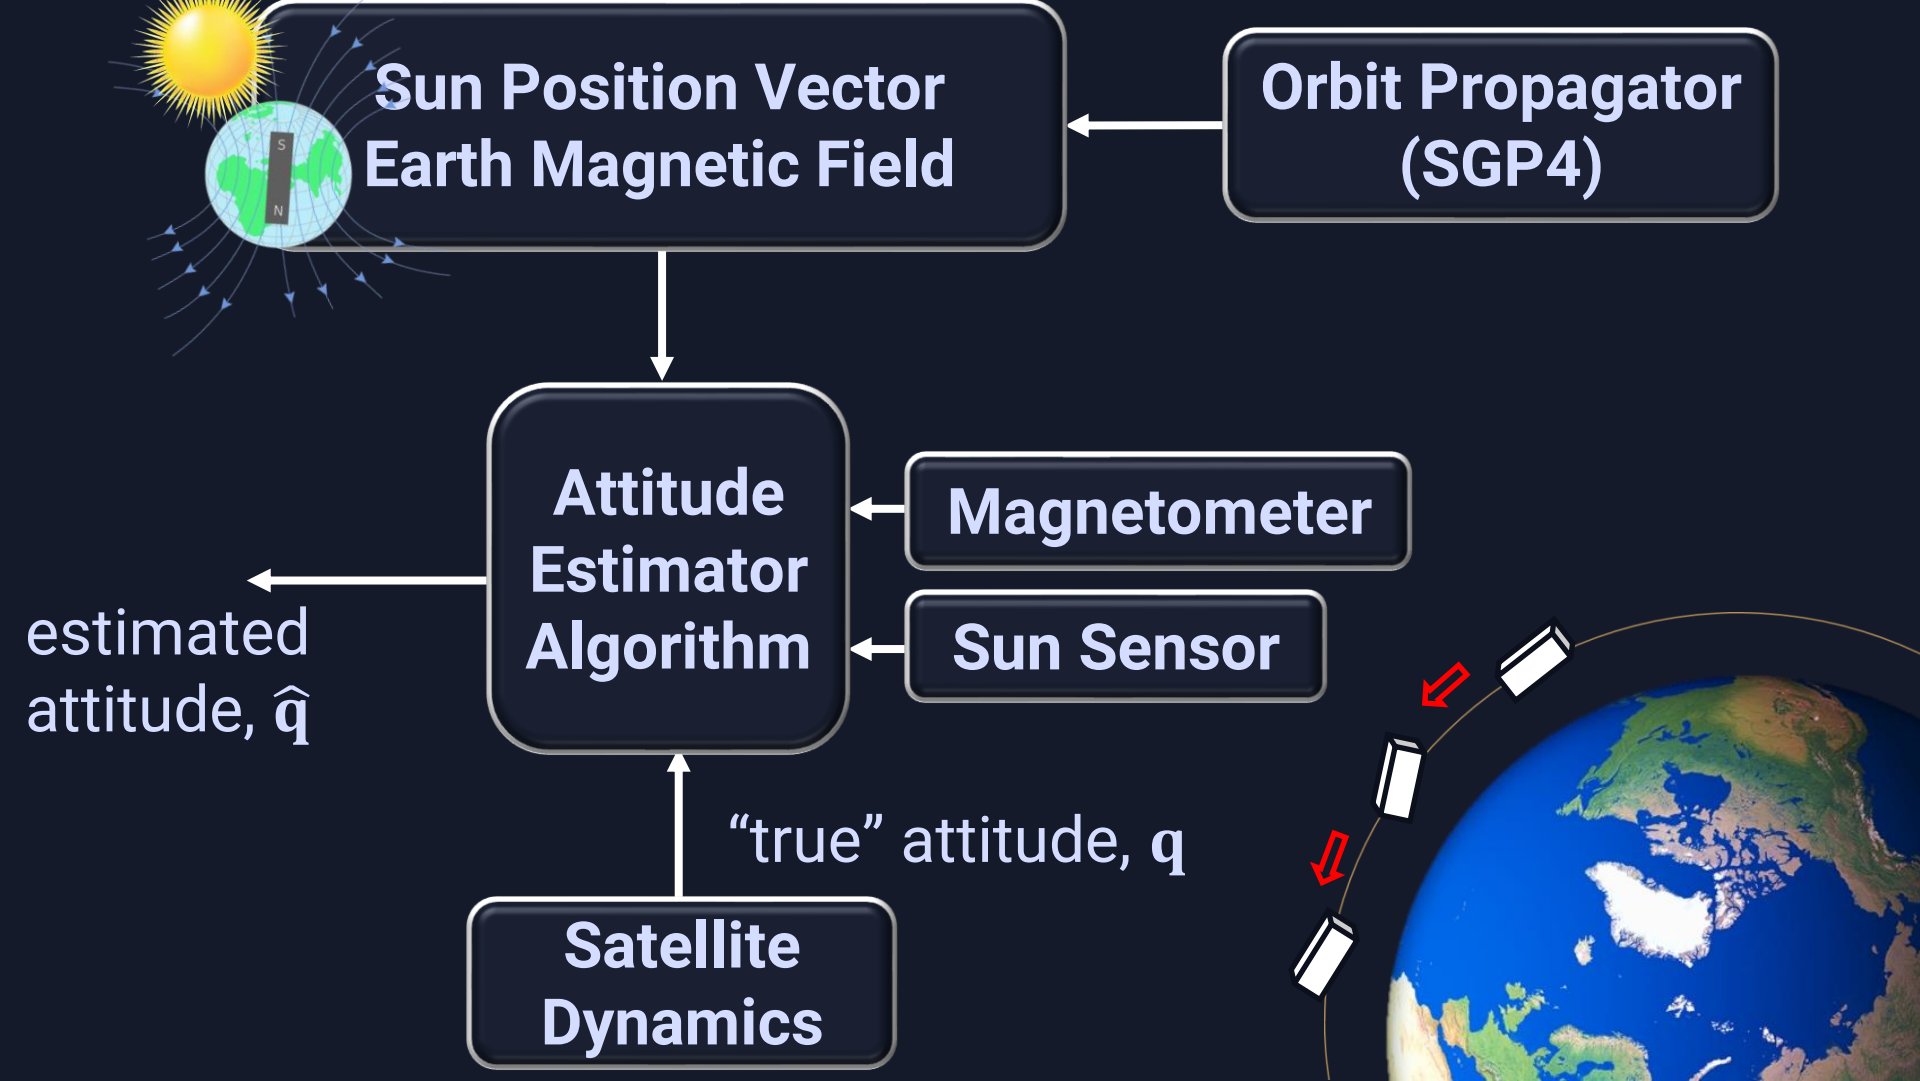 Sun Position Vector
Earth Magnetic Field
Orbit Propagator
(SGP4)
S
N
Attitude
Estimator
Algorithm
Magnetometer
Sun Sensor
estimated
attitude, q̂
“true” attitude, q
Satellite
Dynamics